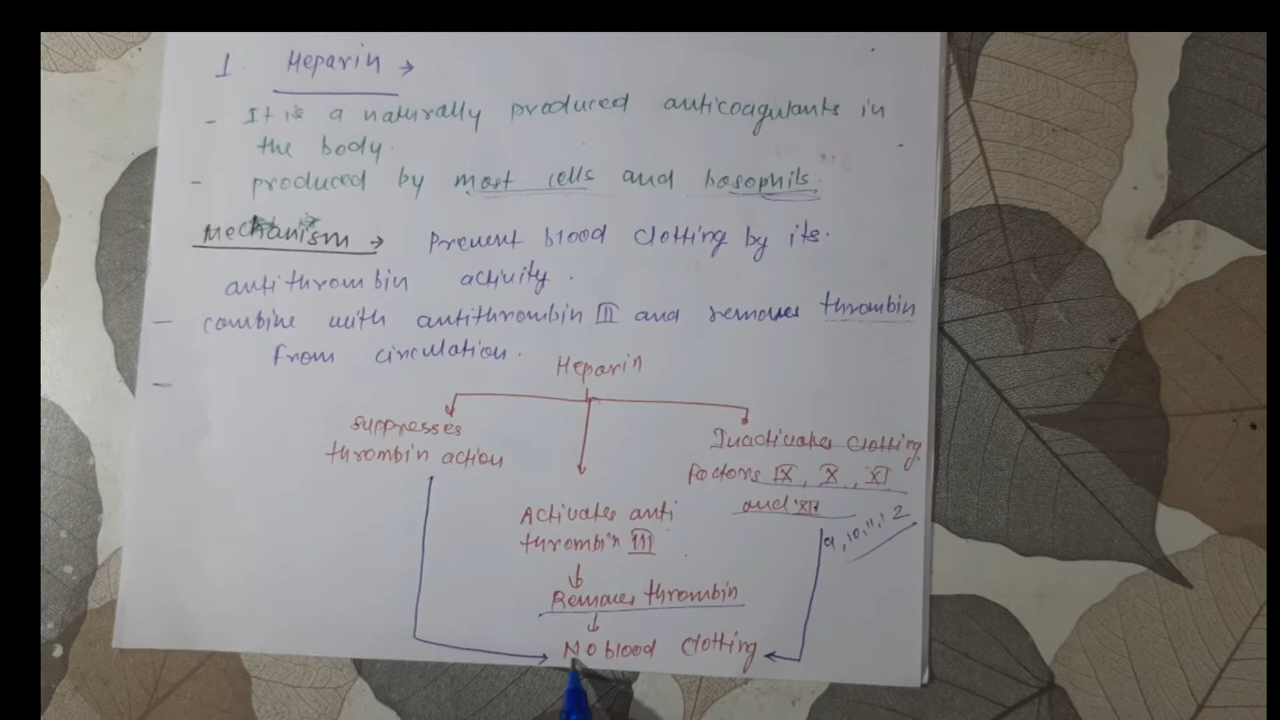 1. Heparin →
- It is a naturally produced anticoagulants in
the body.
- produced by mast cells and basophils.
Mechanism → Prevent blood clotting by its.
antithrombin activity.
- combine with antithrombin III and removes thrombin
from circulation.
-
Heparin
suppresses
thrombin action
Inactivates clotting
factors IX, X, XI
and XII
9, 10, 11, 12
Activates anti
thrombin III
↓
Removes thrombin
↓
No blood clotting